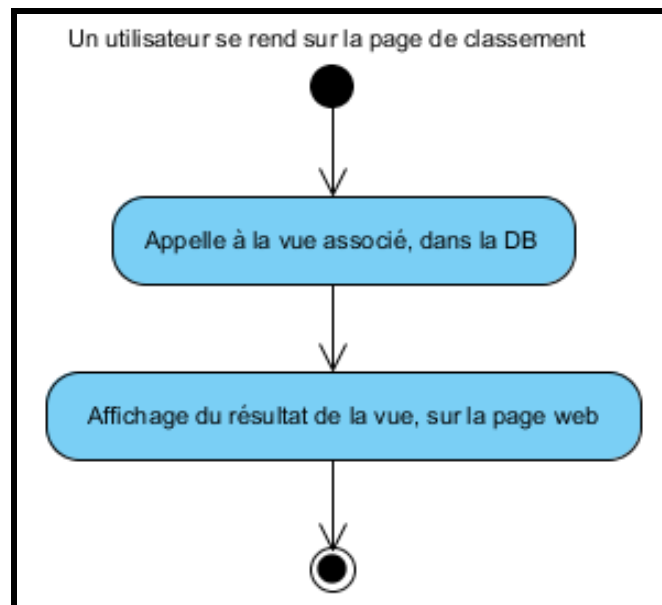 Un utilisateur se rend sur la page de classement
Appelle à la vue associé, dans la DB
Affichage du résultat de la vue, sur la page web